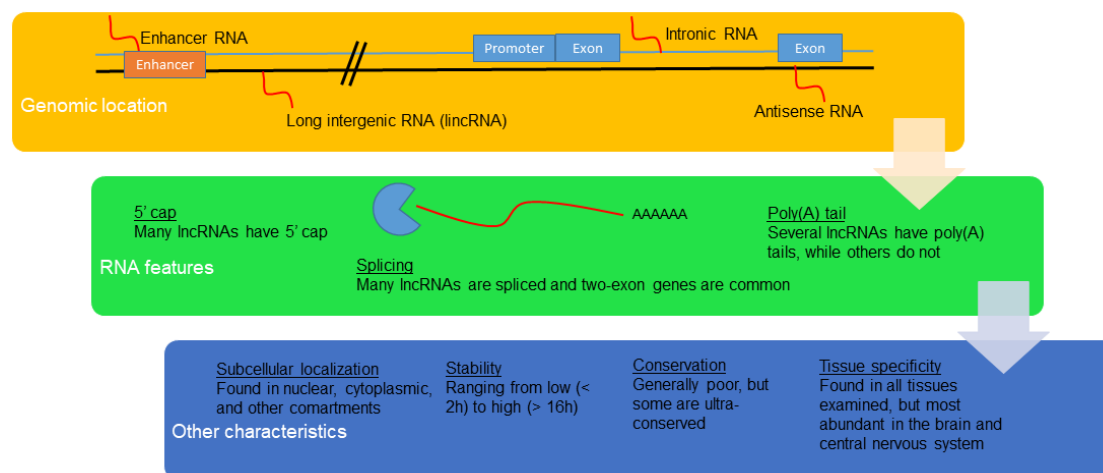 Enhancer RNA
Intronic RNA
Promoter
Exon
Exon
Enhancer
Genomic location
Long intergenic RNA (lincRNA)
Antisense RNA
5' cap
Many lncRNAs have 5' cap
AAAAAA
Poly(A) tail
Several lncRNAs have poly(A)
tails, while others do not
RNA features
Splicing
Many lncRNAs are spliced and two-exon genes are common
Subcellular localization
Found in nuclear, cytoplasmic,
and other comartments
Stability
Ranging from low (<
2h) to high (> 16h)
Conservation
Generally poor, but
some are ultra-
conserved
Tissue specificity
Found in all tissues
examined, but most
abundant in the brain and
central nervous system
Other characteristics